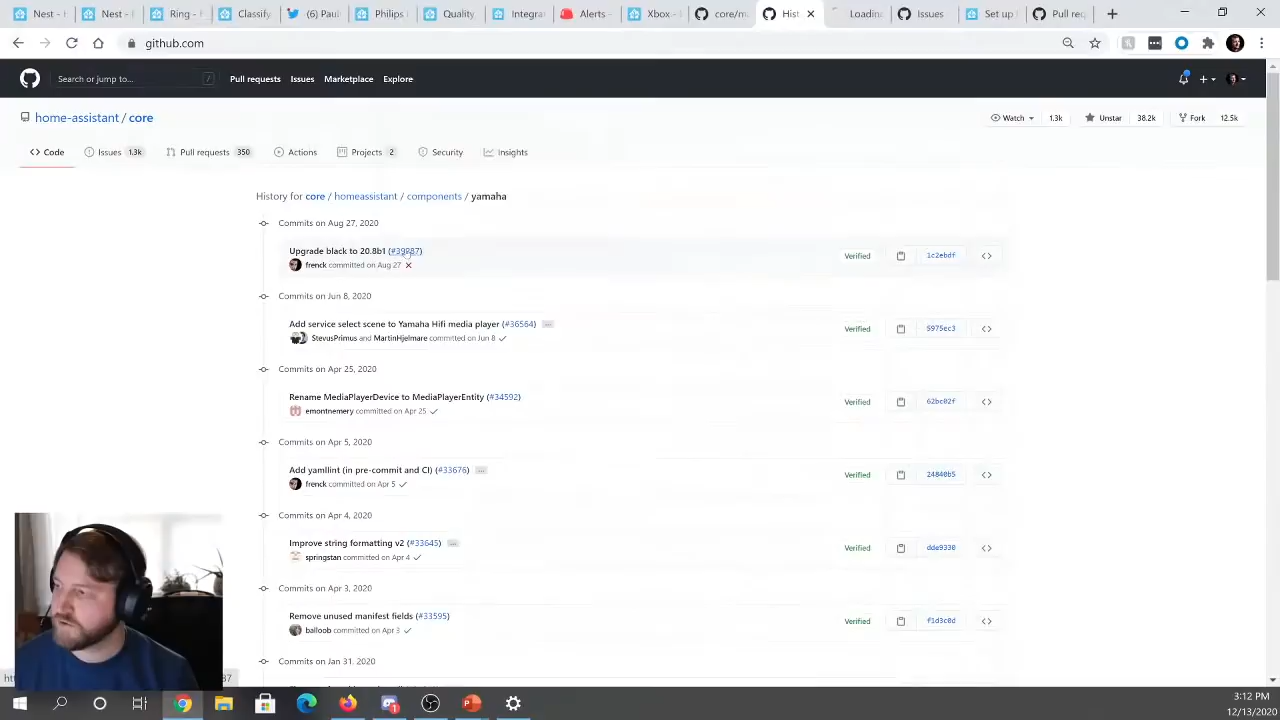 Nest -
Nest -
Ring -
Classify
(6) Paul
Philips
Quality
Integra
Alerts -
Xbox -
core/m
Hist
Loadin
Issues
Set up
Pull req
github.com
Search or jump to...
/
Pull requests
Issues
Marketplace
Explore
home-assistant / core
Watch
1.3k
Unstar
38.2k
Fork
12.5k
Code
Issues 1.3k
Pull requests 350
Actions
Projects 2
Security
Insights
History for core / homeassistant / components / yamaha
Commits on Aug 27, 2020
Upgrade black to 20.8b1
frenck committed on Aug 27
Verified
1c2ebdf
Commits on Jun 8, 2020
Add service select scene to Yamaha Hifi media player (#36564) ...
StevusPrimus and MartinHjelmare committed on Jun 8
Verified
5975ec3
Commits on Apr 25, 2020
Rename MediaPlayerDevice to MediaPlayerEntity (#34592)
emontnemery committed on Apr 25
Verified
62bc02f
Commits on Apr 5, 2020
Add yamllint (in pre-commit and CI) (#33676) ...
frenck committed on Apr 5
Verified
24840b5
Commits on Apr 4, 2020
Improve string formatting v2 (#33645) ...
springstan committed on Apr 4
Verified
dda9330
Commits on Apr 3, 2020
Remove unused manifest fields (#33595)
balloob committed on Apr 3
Verified
f1d3c0d
Commits on Jan 31, 2020
3:12 PM
12/13/2020